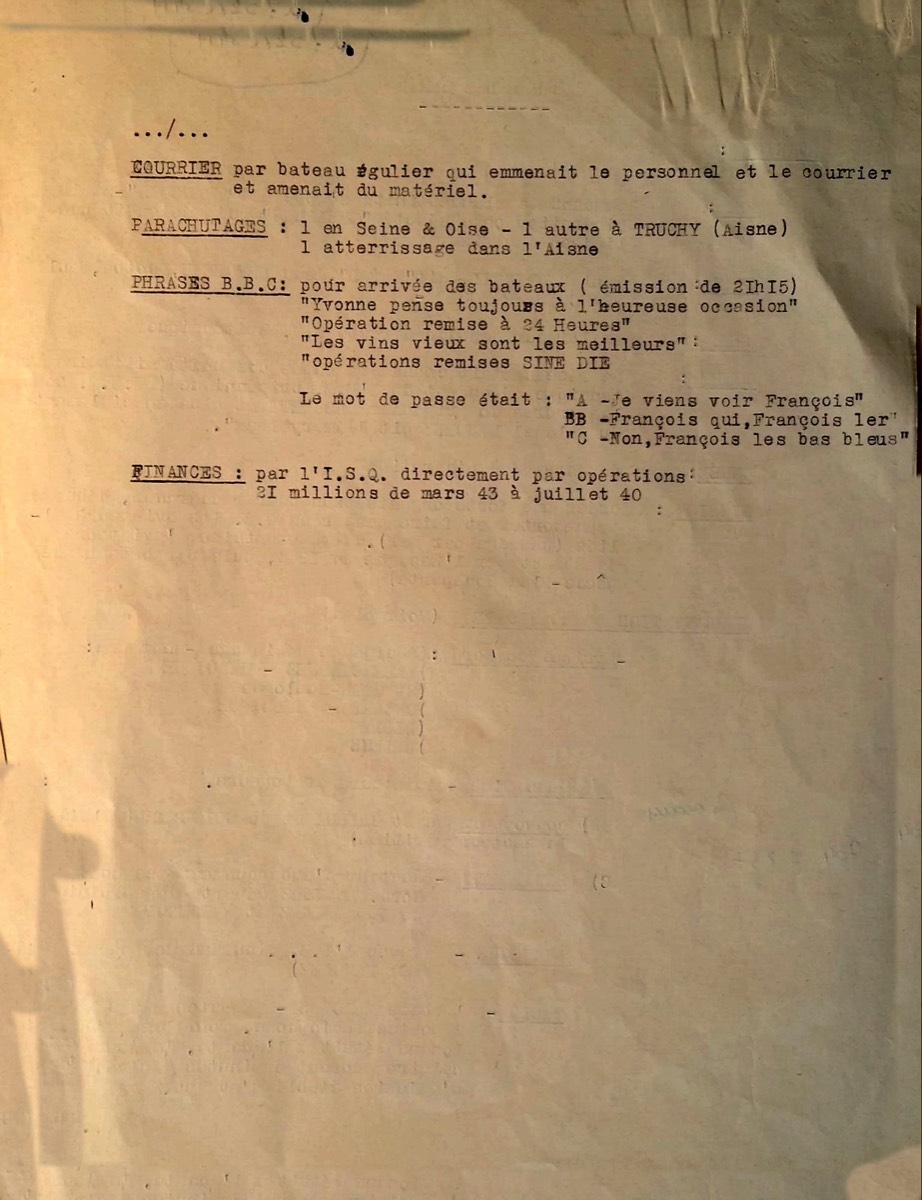 .../...
COURRIER par bateau égulier qui emmenait le personnel et le courrier
et amenait du matériel.
PARACHUTAGES : 1 en Seine & Oise - 1 autre à TRUCHY (Aisne)
1 atterrissage dans l'Aisne
PHRASES B.B.C: pour arrivée des bateaux ( émission de 21h15)
"Yvonne pense toujours à l'heureuse occasion"
"Opération remise à 24 Heures"
"Les vins vieux sont les meilleurs"
"opérations remises SINE DIE
Le mot de passe était : "A -Je viens voir François"
BB -François qui,François 1er"
"C -Non,François les bas bleus"
FINANCES : par l'I.S.Q. directement par opérations
21 millions de mars 43 à juillet 40